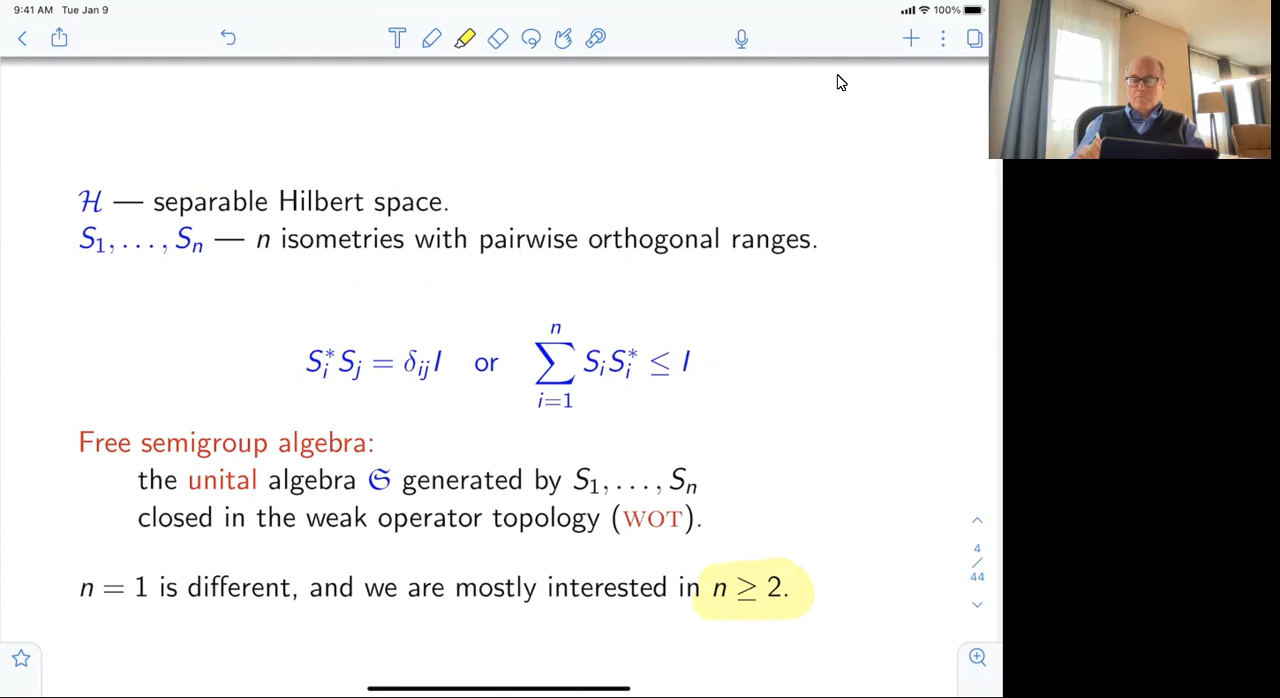 9:41 AM Tue Jan 9
100%
T
ℋ — separable Hilbert space.
S₁, . . . , Sₙ — n isometries with pairwise orthogonal ranges.
Sᵢ*Sⱼ = δᵢⱼI or ∑ᵢ₌₁ⁿ SᵢSᵢ* ≤ I
Free semigroup algebra:
the unital algebra 𝔖 generated by S₁, . . . , Sₙ
closed in the weak operator topology (WOT).
n = 1 is different, and we are mostly interested in n ≥ 2.
4
/
44